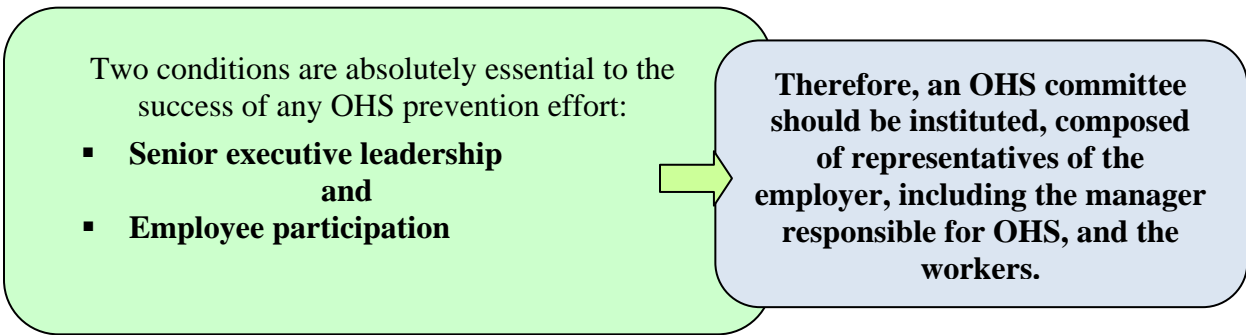 Two conditions are absolutely essential to the
success of any OHS prevention effort:
▪ Senior executive leadership
and
▪ Employee participation
Therefore, an OHS committee
should be instituted, composed
of representatives of the
employer, including the manager
responsible for OHS, and the
workers.